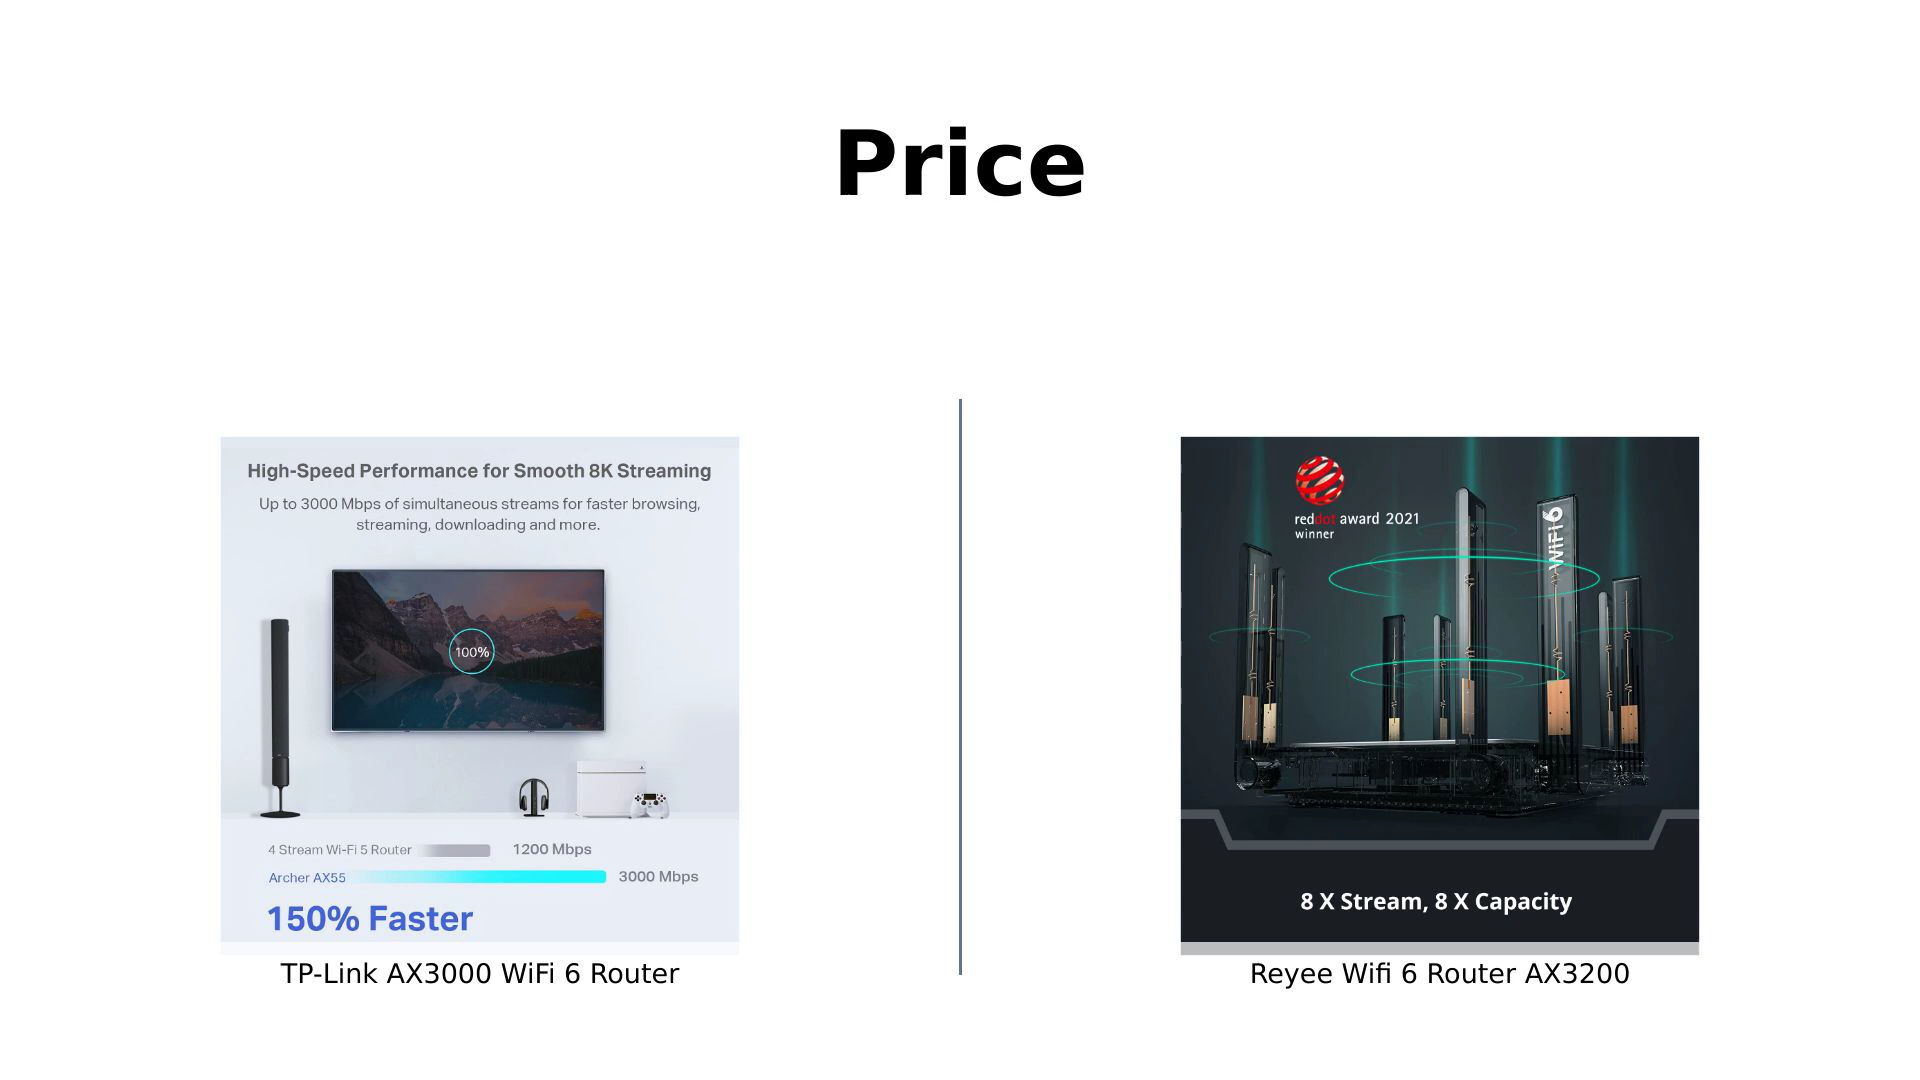 Price
High-Speed Performance for Smooth 8K Streaming
Up to 3000 Mbps of simultaneous streams for faster browsing,
streaming, downloading and more.
100%
4 Stream Wi-Fi 5 Router 1200 Mbps
Archer AX55 3000 Mbps
150% Faster
TP-Link AX3000 WiFi 6 Router
reddot award 2021
winner
WiFi 6
8 X Stream, 8 X Capacity
Reyee Wifi 6 Router AX3200